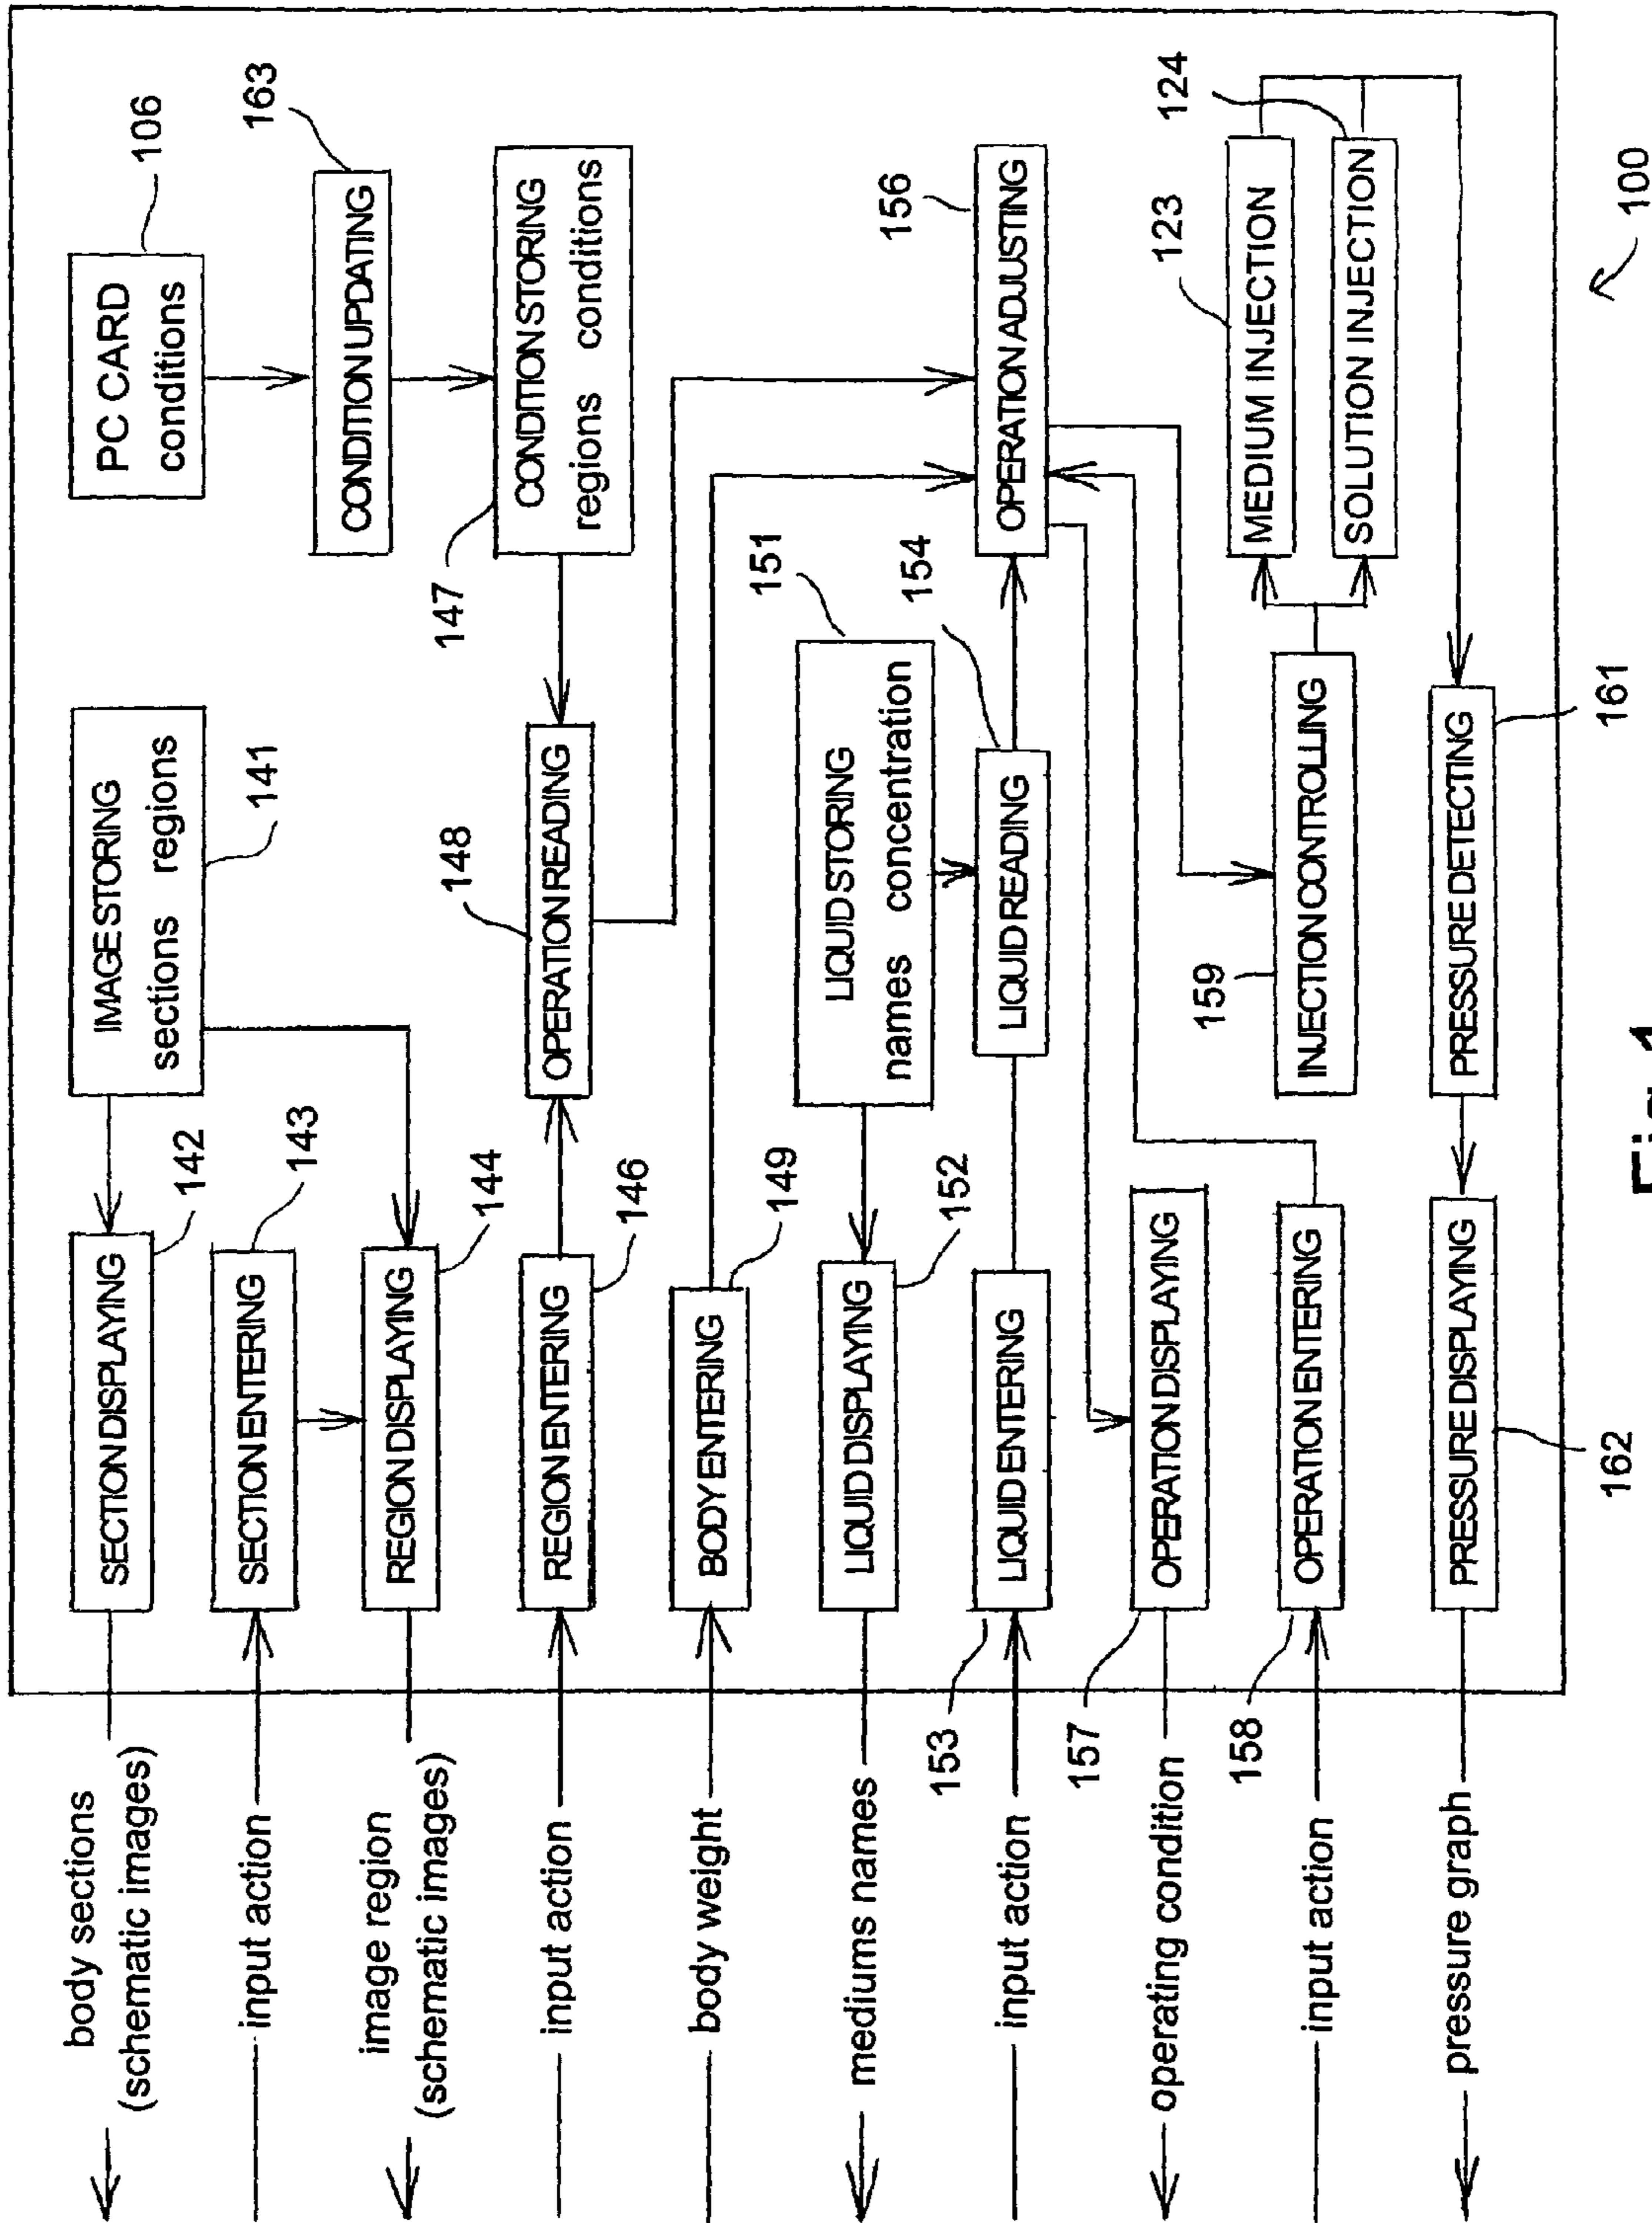 body sections
(schematic images)
input action
image region
(schematic images)
input action
body weight
mediums names
input action
operating condition
input action
pressure graph
SECTION DISPLAYING
142
SECTION ENTERING
143
REGION DISPLAYING
144
REGION ENTERING
146
BODY ENTERING
149
LIQUID DISPLAYING
152
LIQUID ENTERING
153
OPERATION DISPLAYING
157
OPERATION ENTERING
158
PRESSURE DISPLAYING
162
IMAGE STORING
sections regions
141
OPERATION READING
148
LIQUID STORING
names concentration
151
LIQUID READING
154
INJECTION CONTROLLING
159
PRESSURE DETECTING
161
PC CARD
conditions
106
CONDITION UPDATING
163
CONDITION STORING
regions conditions
147
OPERATION ADJUSTING
156
MEDIUM INJECTION
123
SOLUTION INJECTION
124
100
Fig. 1